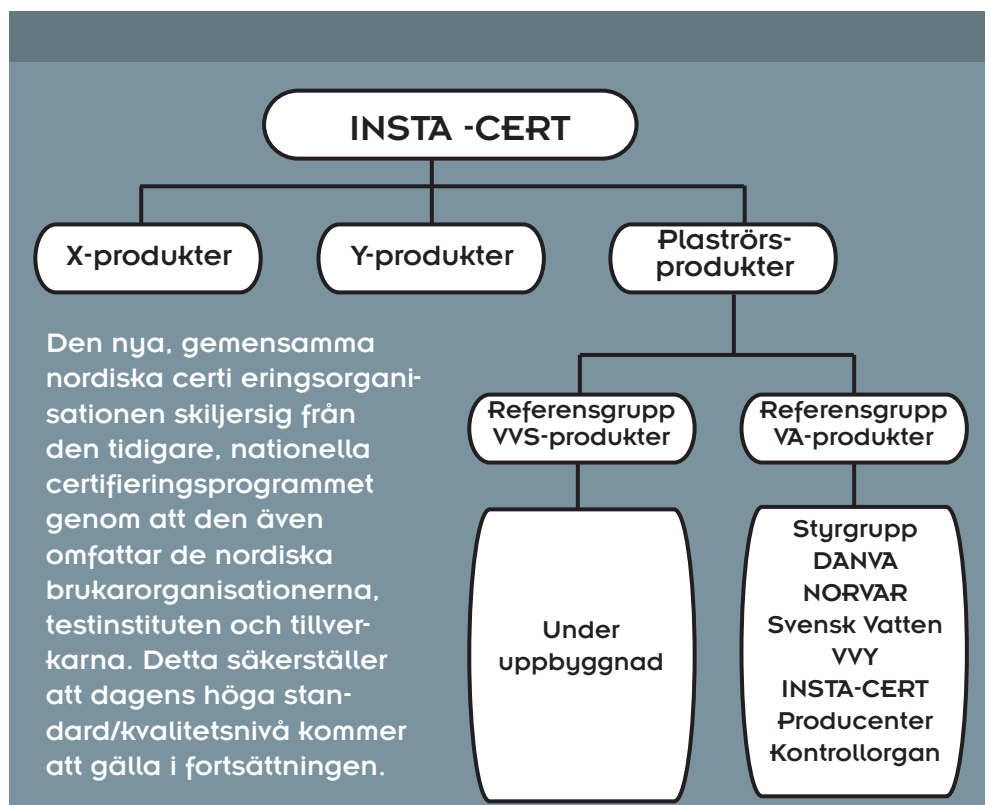 INSTA -CERT
X-produkter
Y-produkter
Plaströrs-
produkter
Den nya, gemensamma
nordiska certi eringsorgani-
sationen skiljersig från
den tidigare, nationella
certifieringsprogrammet
genom att den även
omfattar de nordiska
brukarorganisationerna,
testinstituten och tillver-
karna. Detta säkerställer
att dagens höga stan-
dard/kvalitetsnivå kommer
att gälla i fortsättningen.
Referensgrupp
VVS-produkter
Referensgrupp
VA-produkter
Under
uppbyggnad
Styrgrupp
DANVA
NORVAR
Svensk Vatten
VVY
INSTA-CERT
Producenter
Kontrollorgan